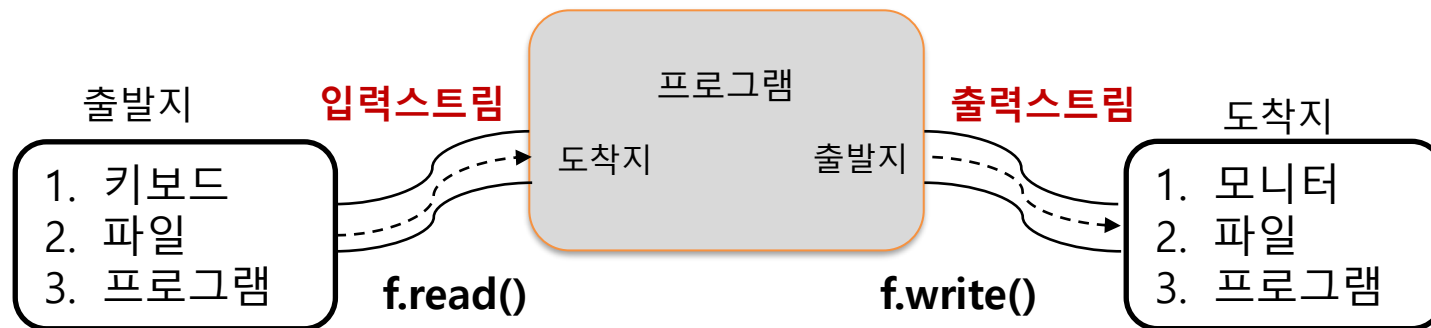 출발지
1. 키보드
2. 파일
3. 프로그램
입력스트림
f.read()
프로그램
도착지
출발지
출력스트림
f.write()
도착지
1. 모니터
2. 파일
3. 프로그램